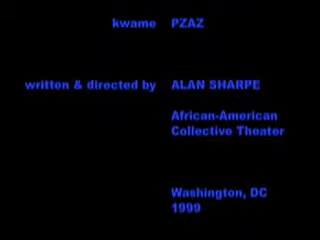 kwame PZAZ
written & directed by ALAN SHARPE
African-American
Collective Theater
Washington, DC
1999